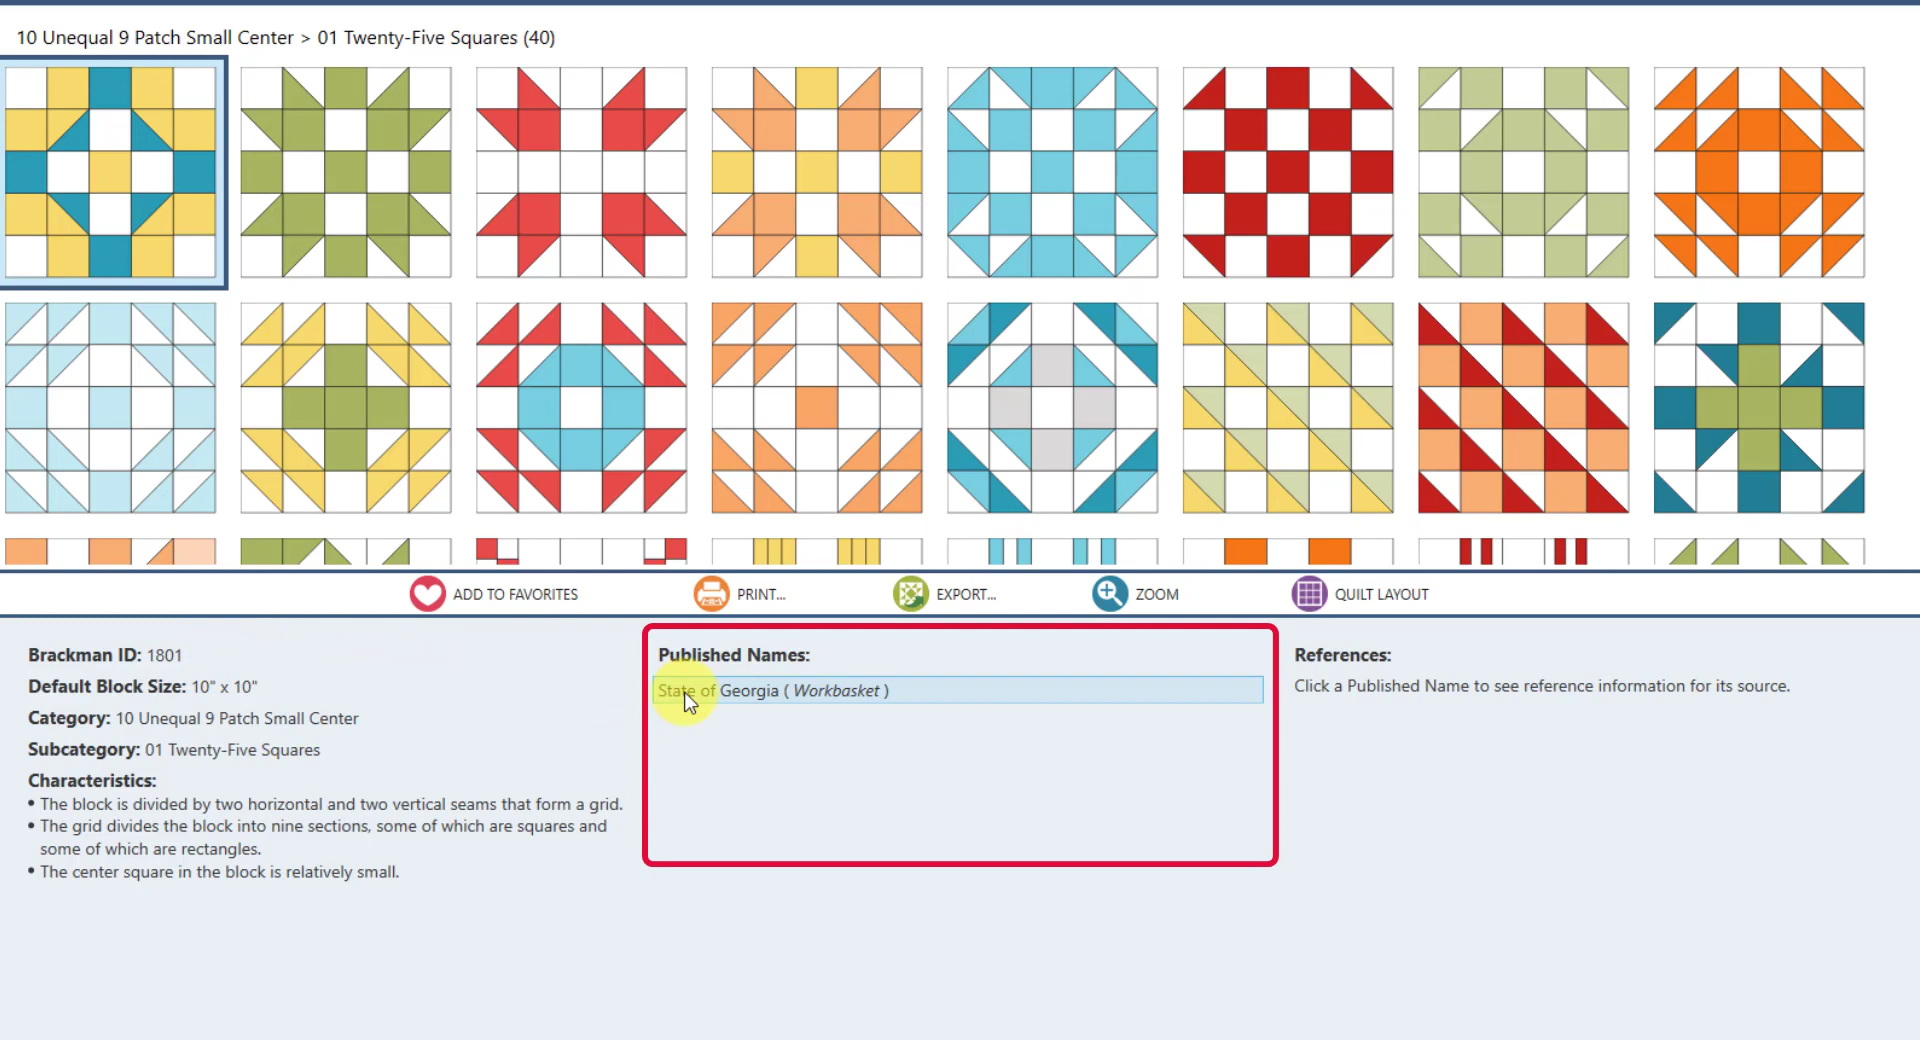 10 Unequal 9 Patch Small Center > 01 Twenty-Five Squares (40)
ADD TO FAVORITES
PRINT...
EXPORT...
ZOOM
QUILT LAYOUT
Brackman ID: 1801
Default Block Size: 10" x 10"
Category: 10 Unequal 9 Patch Small Center
Subcategory: 01 Twenty-Five Squares
Characteristics:
• The block is divided by two horizontal and two vertical seams that form a grid.
• The grid divides the block into nine sections, some of which are squares and
some of which are rectangles.
• The center square in the block is relatively small.
Published Names:
State of Georgia ( Workbasket )
References:
Click a Published Name to see reference information for its source.